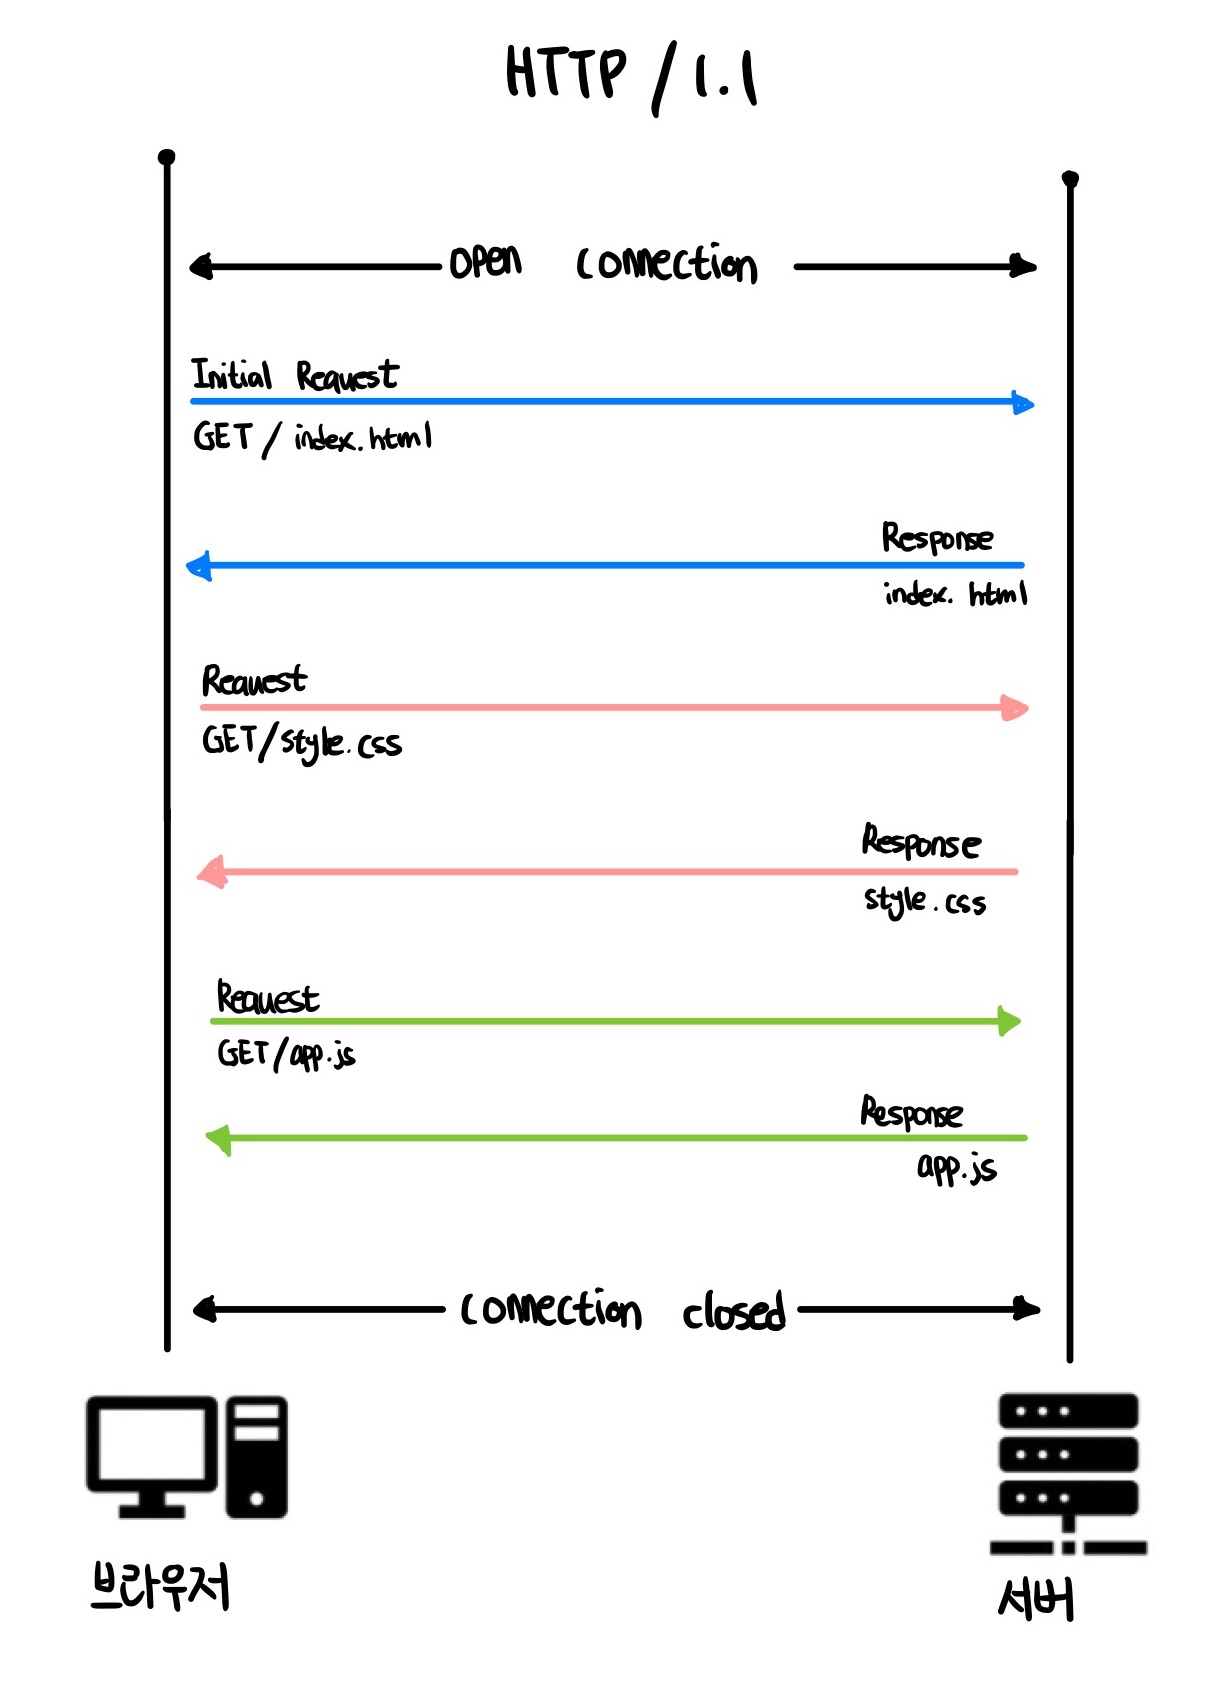 HTTP/1.1
open connection
Initial Request
GET / index.html
Response
index.html
Request
GET/style.css
Response
style.css
Request
GET/app.js
Response
app.js
connection closed
브라우저
서버